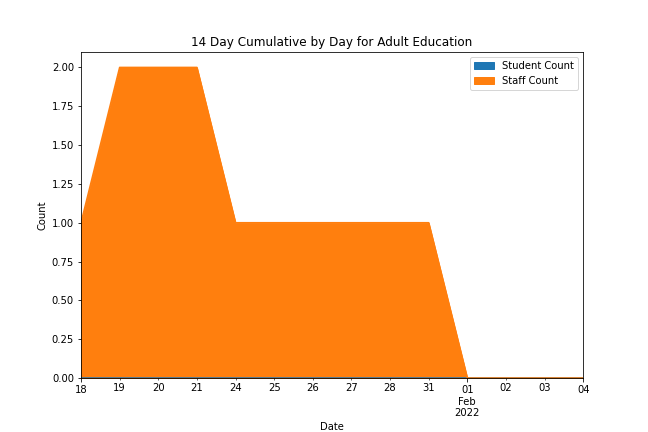 14 Day Cumulative by Day for Adult Education
Student Count
Staff Count
2.00
1.75
1.50
1.25
1.00
0.75
0.50
0.25
0.00
Count
18 19 20 21 24 25 26 27 28 31 01 02 03 04
Feb
2022
Date